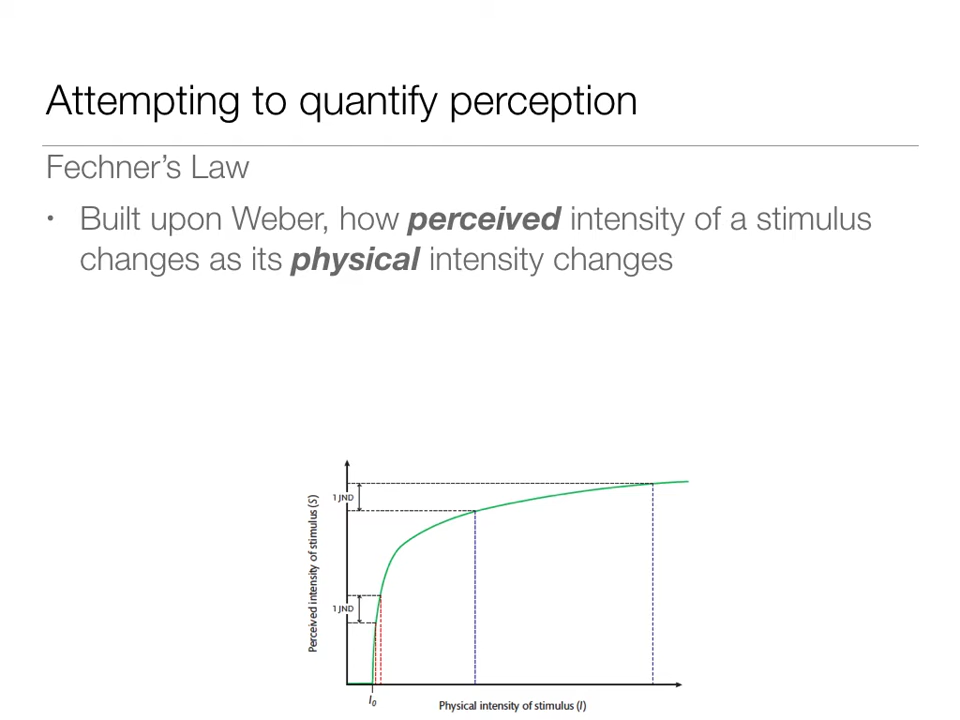 Attempting to quantify perception
Fechner's Law
• Built upon Weber, how perceived intensity of a stimulus
changes as its physical intensity changes
Perceived intensity of stimulus (S)
1 JND
1 JND
I0
Physical intensity of stimulus (I)